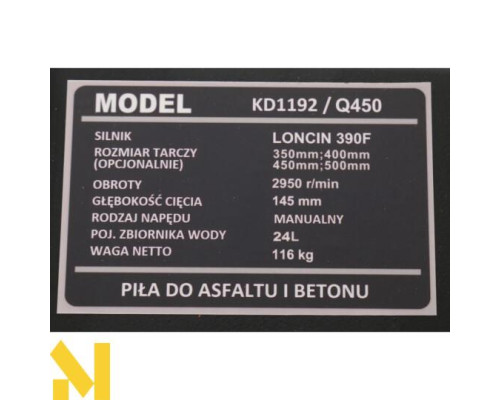 MODEL KD1192 / Q450
SILNIK LONCIN 390F
ROZMIAR TARCZY 350mm;400mm
(OPCJONALNIE) 450mm;500mm
OBROTY 2950 r/min
GŁĘBOKOŚĆ CIĘCIA 145 mm
RODZAJ NAPĘDU MANUALNY
POJ. ZBIORNIKA WODY 24L
WAGA NETTO 116 kg
PIŁA DO ASFALTU I BETONU